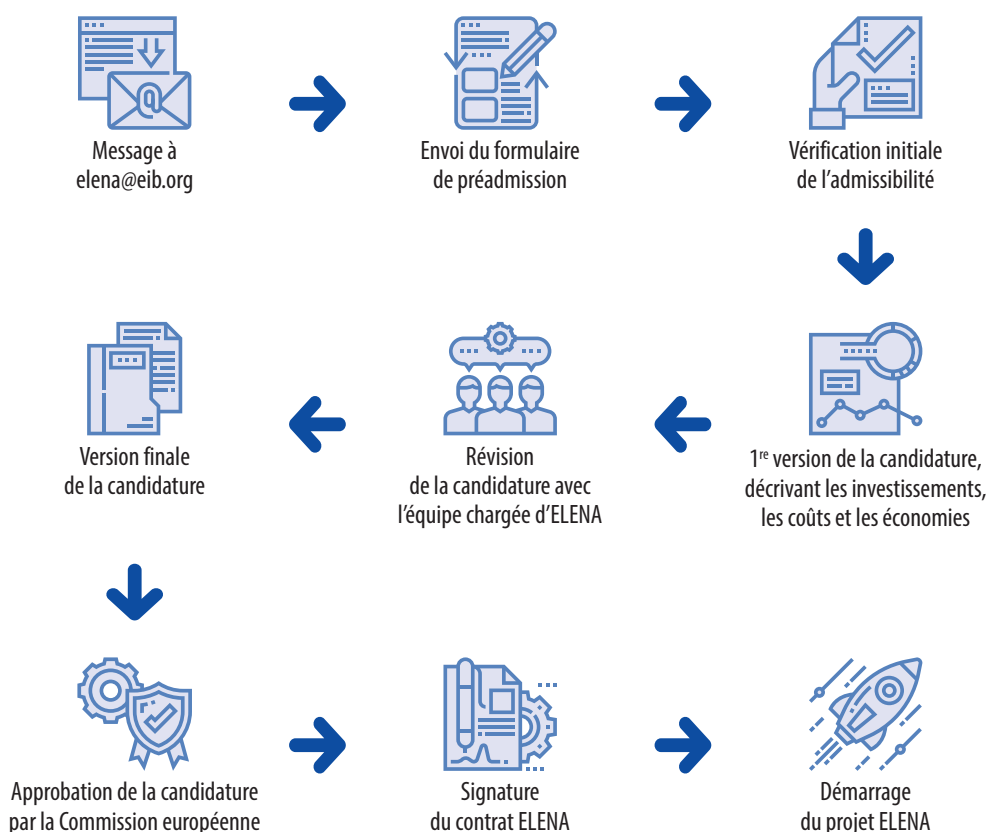 Message à
elena@eib.org
Envoi du formulaire
de préadmission
Vérification initiale
de l’admissibilité
1re version de la candidature,
décrivant les investissements,
les coûts et les économies
Révision
de la candidature avec
l’équipe chargée d’ELENA
Version finale
de la candidature
Approbation de la candidature
par la Commission européenne
Signature
du contrat ELENA
Démarrage
du projet ELENA